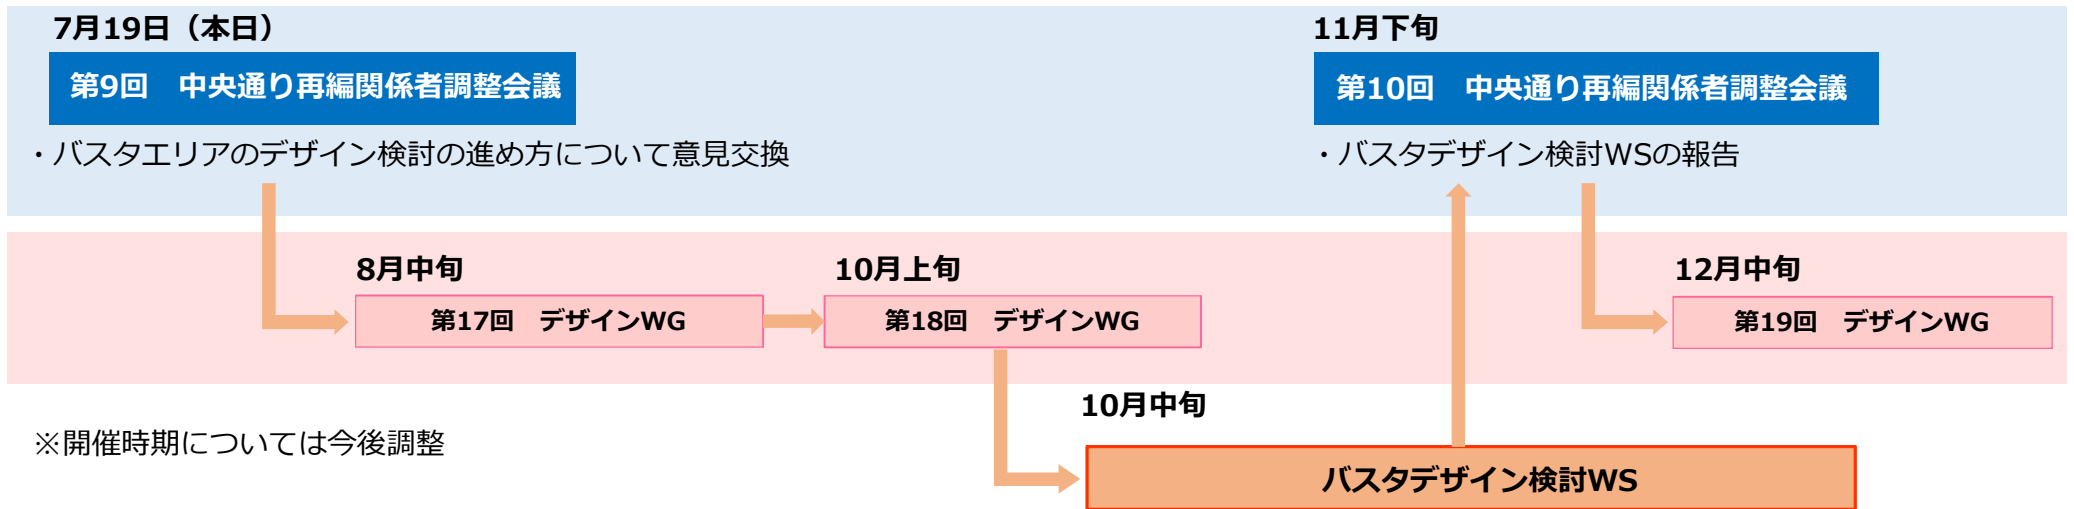 7月19日（本日）
第9回　中央通り再編関係者調整会議
・バスタエリアのデザイン検討の進め方について意見交換
11月下旬
第10回　中央通り再編関係者調整会議
・バスタデザイン検討WSの報告
8月中旬
第17回　デザインWG
10月上旬
第18回　デザインWG
12月中旬
第19回　デザインWG
10月中旬
バスタデザイン検討WS
※開催時期については今後調整